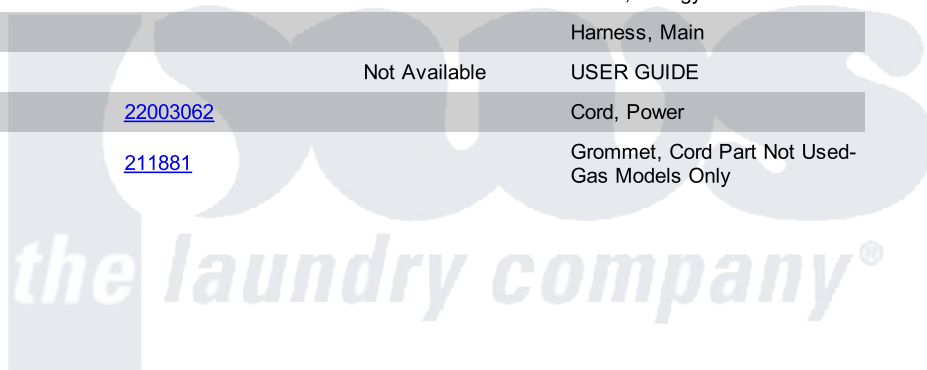 Harness, Main
Not Available USER GUIDE
22003062 Cord, Power
211881 Grommet, Cord Part Not Used-
Gas Models Only
the laundry company®